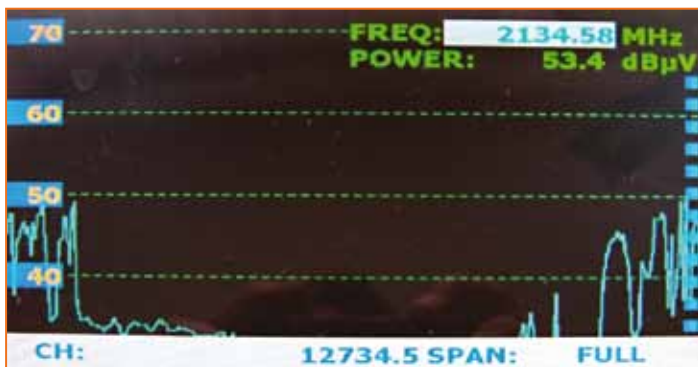 70 FREQ: 2134.58 MHz
POWER: 53.4 dBµV
60
50
40
CH: 12734.5 SPAN: FULL